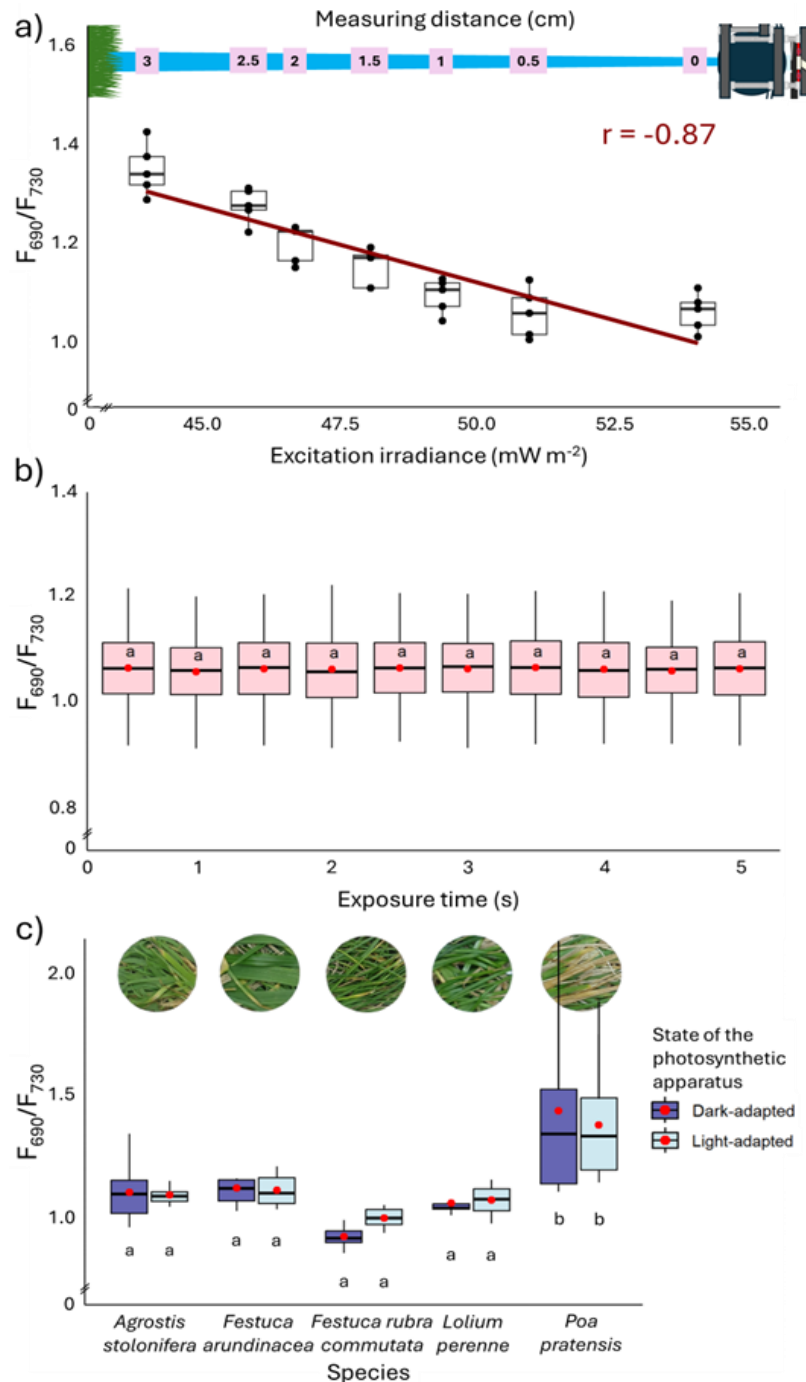 a)
Measuring distance (cm)
1.6
3 2.5 2 1.5 1 0.5 0
1.4
r = -0.87
F690/F730
1.2
1.0
0
0 45.0 47.5 50.0 52.5 55.0
Excitation irradiance (mW m-2)
b)
1.4
1.2
a a a a a a a a a a
F690/F730
1.0
0.8
0
0 1 2 3 4 5
Exposure time (s)
c)
2.0
State of the
photosynthetic
apparatus
F690/F730
1.5
Dark-adapted
Light-adapted
1.0
a a a a a a a a b b
0
Agrostis stolonifera
Festuca arundinacea
Festuca rubra commutata
Lolium perenne
Poa pratensis
Species